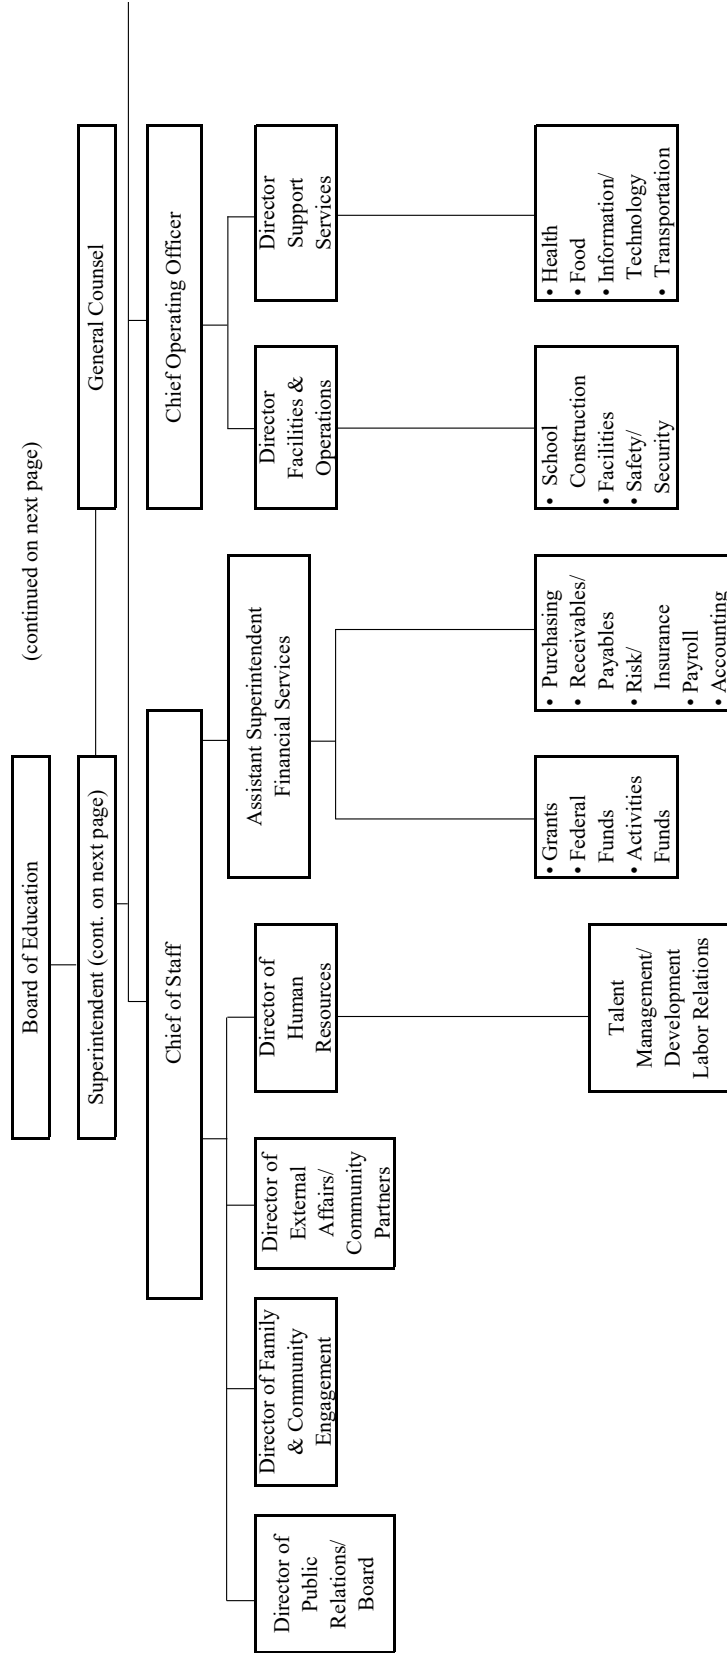 Board of Education
(continued on next page)
Superintendent (cont. on next page)
General Counsel
Chief of Staff
Chief Operating Officer
Director of
Public
Relations/
Board
Director of Family
& Community
Engagement
Director of
External
Affairs/
Community
Partners
Director of
Human
Resources
Assistant Superintendent
Financial Services
Director
Facilities &
Operations
Director
Support
Services
Talent
Management/
Development
Labor Relations
• Grants
• Federal
Funds
• Activities
Funds
• Purchasing
• Receivables/
Payables
• Risk/
Insurance
• Payroll
• Accounting
• School
Construction
• Facilities
• Safety/
Security
• Health
• Food
• Information/
Technology
• Transportation